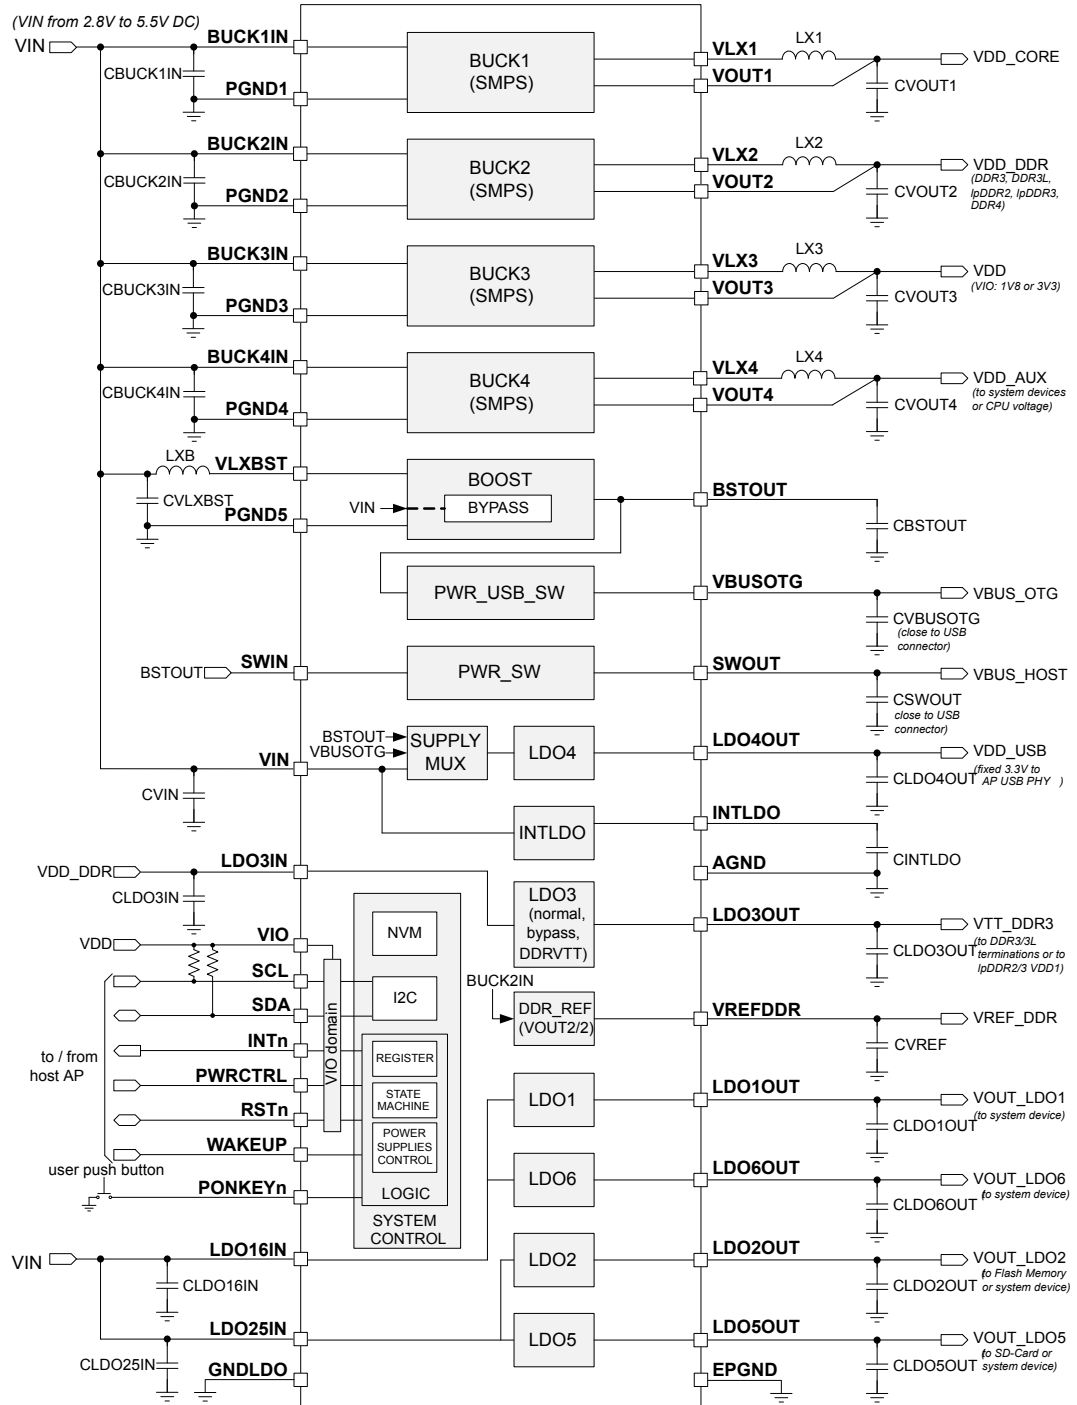 (VIN from 2.8V to 5.5V DC)
VIN
BUCK1IN
CBUCK1IN
PGND1
BUCK1
(SMPS)
VLX1
LX1
VOUT1
VDD_CORE
CVOUT1
BUCK2IN
CBUCK2IN
PGND2
BUCK2
(SMPS)
VLX2
LX2
VOUT2
VDD_DDR
(DDR3, DDR3L,
lpDDR2, lpDDR3,
DDR4)
CVOUT2
BUCK3IN
CBUCK3IN
PGND3
BUCK3
(SMPS)
VLX3
LX3
VOUT3
VDD
(VIO: 1V8 or 3V3)
CVOUT3
BUCK4IN
CBUCK4IN
PGND4
BUCK4
(SMPS)
VLX4
LX4
VOUT4
VDD_AUX
(to system devices
or CPU voltage)
CVOUT4
LXB
VLXBST
CVLXBST
PGND5
BOOST
VIN
BYPASS
BSTOUT
CBSTOUT
PWR_USB_SW
VBUSOTG
VBUS_OTG
CVBUSOTG
(close to USB
connector)
BSTOUT
SWIN
PWR_SW
SWOUT
VBUS_HOST
CSWOUT
close to USB
connector)
BSTOUT
VBUSOTG
SUPPLY
MUX
LDO4
LDO4OUT
VDD_USB
(fixed 3.3V to
AP USB PHY )
CLDO4OUT
VIN
CVIN
INTLDO
INTLDO
CINTLDO
AGND
VDD_DDR
LDO3IN
CLDO3IN
LDO3
(normal,
bypass,
DDRVTT)
LDO3OUT
VTT_DDR3
(to DDR3/3L
terminations or to
lpDDR2/3 VDD1)
CLDO3OUT
VDD
VIO
SCL
SDA
INTn
PWRCTRL
RSTn
WAKEUP
PONKEYn
to / from
host AP
user push button
VIO domain
NVM
I2C
REGISTER
STATE
MACHINE
POWER
SUPPLIES
CONTROL
LOGIC
SYSTEM
CONTROL
BUCK2IN
DDR_REF
(VOUT2/2)
VREFDDR
VREF_DDR
CVREF
LDO1
LDO1OUT
VOUT_LDO1
(to system device)
CLDO1OUT
LDO6
LDO6OUT
VOUT_LDO6
(to system device)
CLDO6OUT
VIN
LDO16IN
CLDO16IN
LDO2
LDO2OUT
VOUT_LDO2
(to Flash Memory
or system device)
CLDO2OUT
LDO25IN
CLDO25IN
LDO5
LDO5OUT
VOUT_LDO5
(to SD-Card or
system device)
CLDO5OUT
GNDLDO
EPGND